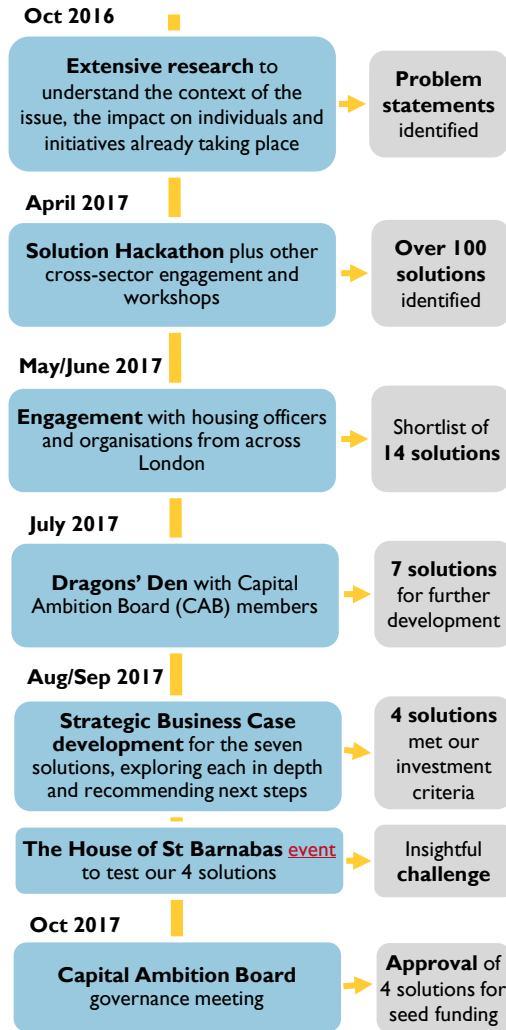 Oct 2016
Extensive research to
understand the context of the
issue, the impact on individuals and
initiatives already taking place
Problem
statements
identified
April 2017
Solution Hackathon plus other
cross-sector engagement and
workshops
Over 100
solutions
identified
May/June 2017
Engagement with housing officers
and organisations from across
London
Shortlist of
14 solutions
July 2017
Dragons' Den with Capital
Ambition Board (CAB) members
7 solutions
for further
development
Aug/Sep 2017
Strategic Business Case
development for the seven
solutions, exploring each in depth
and recommending next steps
4 solutions
met our
investment
criteria
The House of St Barnabas event
to test our 4 solutions
Insightful
challenge
Oct 2017
Capital Ambition Board
governance meeting
Approval of
4 solutions for
seed funding